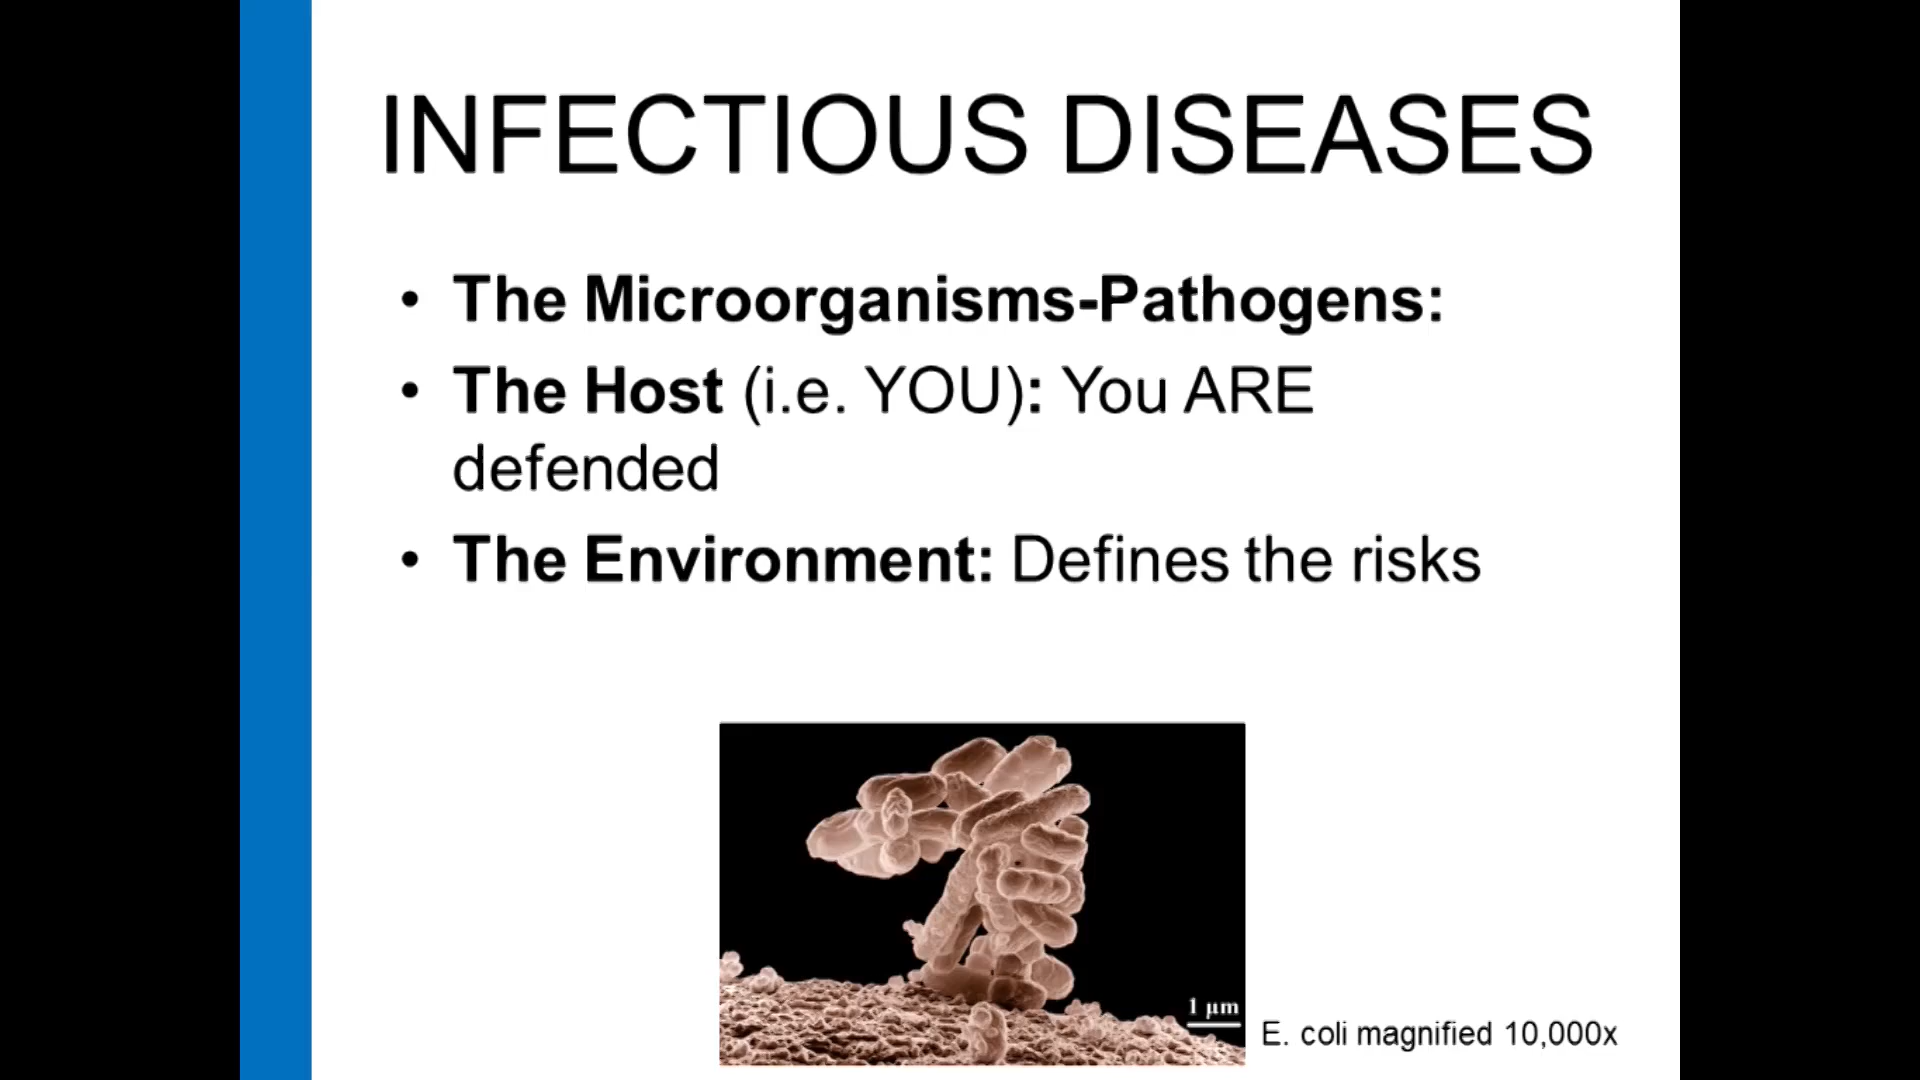 INFECTIOUS DISEASES
• The Microorganisms-Pathogens:
• The Host (i.e. YOU): You ARE
defended
• The Environment: Defines the risks
1 µm
E. coli magnified 10,000x